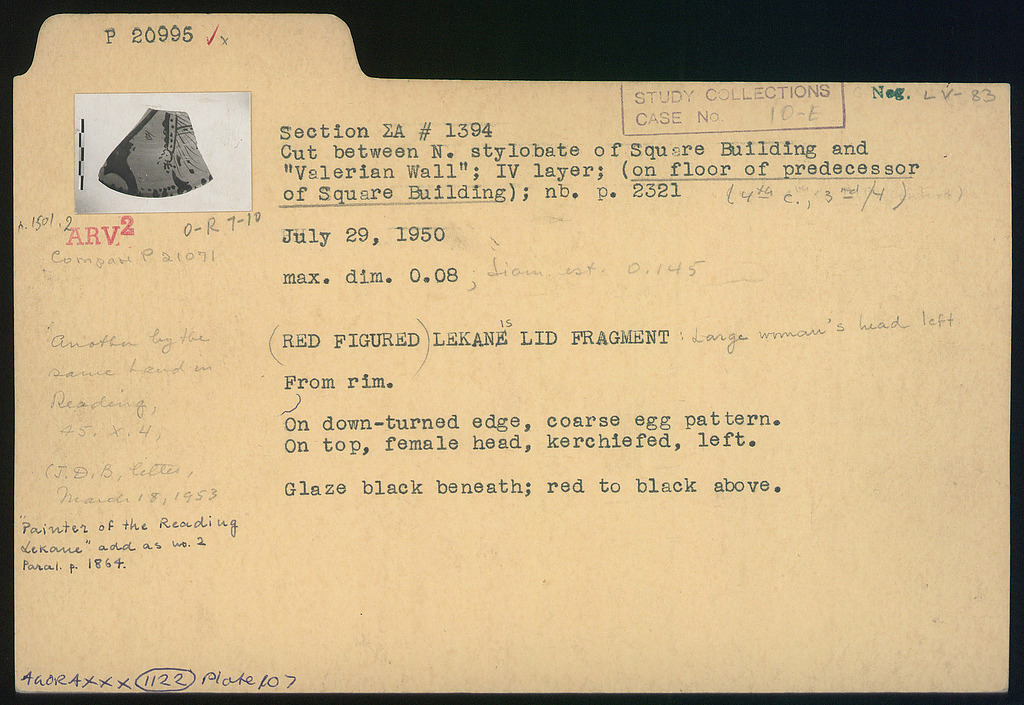 P 20995 ✓x
STUDY COLLECTIONS
CASE No. 10-E
Neg. LV-83
Section ΣA # 1394
Cut between N. stylobate of Square Building and
"Valerian Wall"; IV layer; (on floor of predecessor
of Square Building); nb. p. 2321 (4th c., 3rd/4)
p. 1501, 2
ARV2
O-R 7-10
Compare P 21071
July 29, 1950
max. dim. 0.08; diam. est. 0.145
(RED FIGURED) LEKANIS LID FRAGMENT: Large woman's head left
From rim.
On down-turned edge, coarse egg pattern.
On top, female head, kerchiefed, left.
Glaze black beneath; red to black above.
Another by the
same hand in
Reading,
45. X. 4,
(J.D.B, letter,
March 18, 1953
"Painter of the Reading
Lekane" add as no. 2
Paral. p. 1864.
AGORA XXX 1122 Plate 107